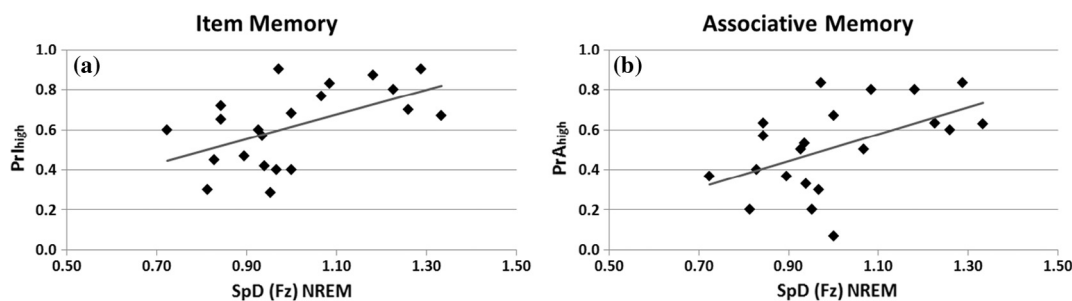 Item Memory
(a)
PrIhigh
1.0
0.8
0.6
0.4
0.2
0.0
0.50 0.70 0.90 1.10 1.30 1.50
SpD (Fz) NREM
Associative Memory
(b)
PrAhigh
1.0
0.8
0.6
0.4
0.2
0.0
0.50 0.70 0.90 1.10 1.30 1.50
SpD (Fz) NREM